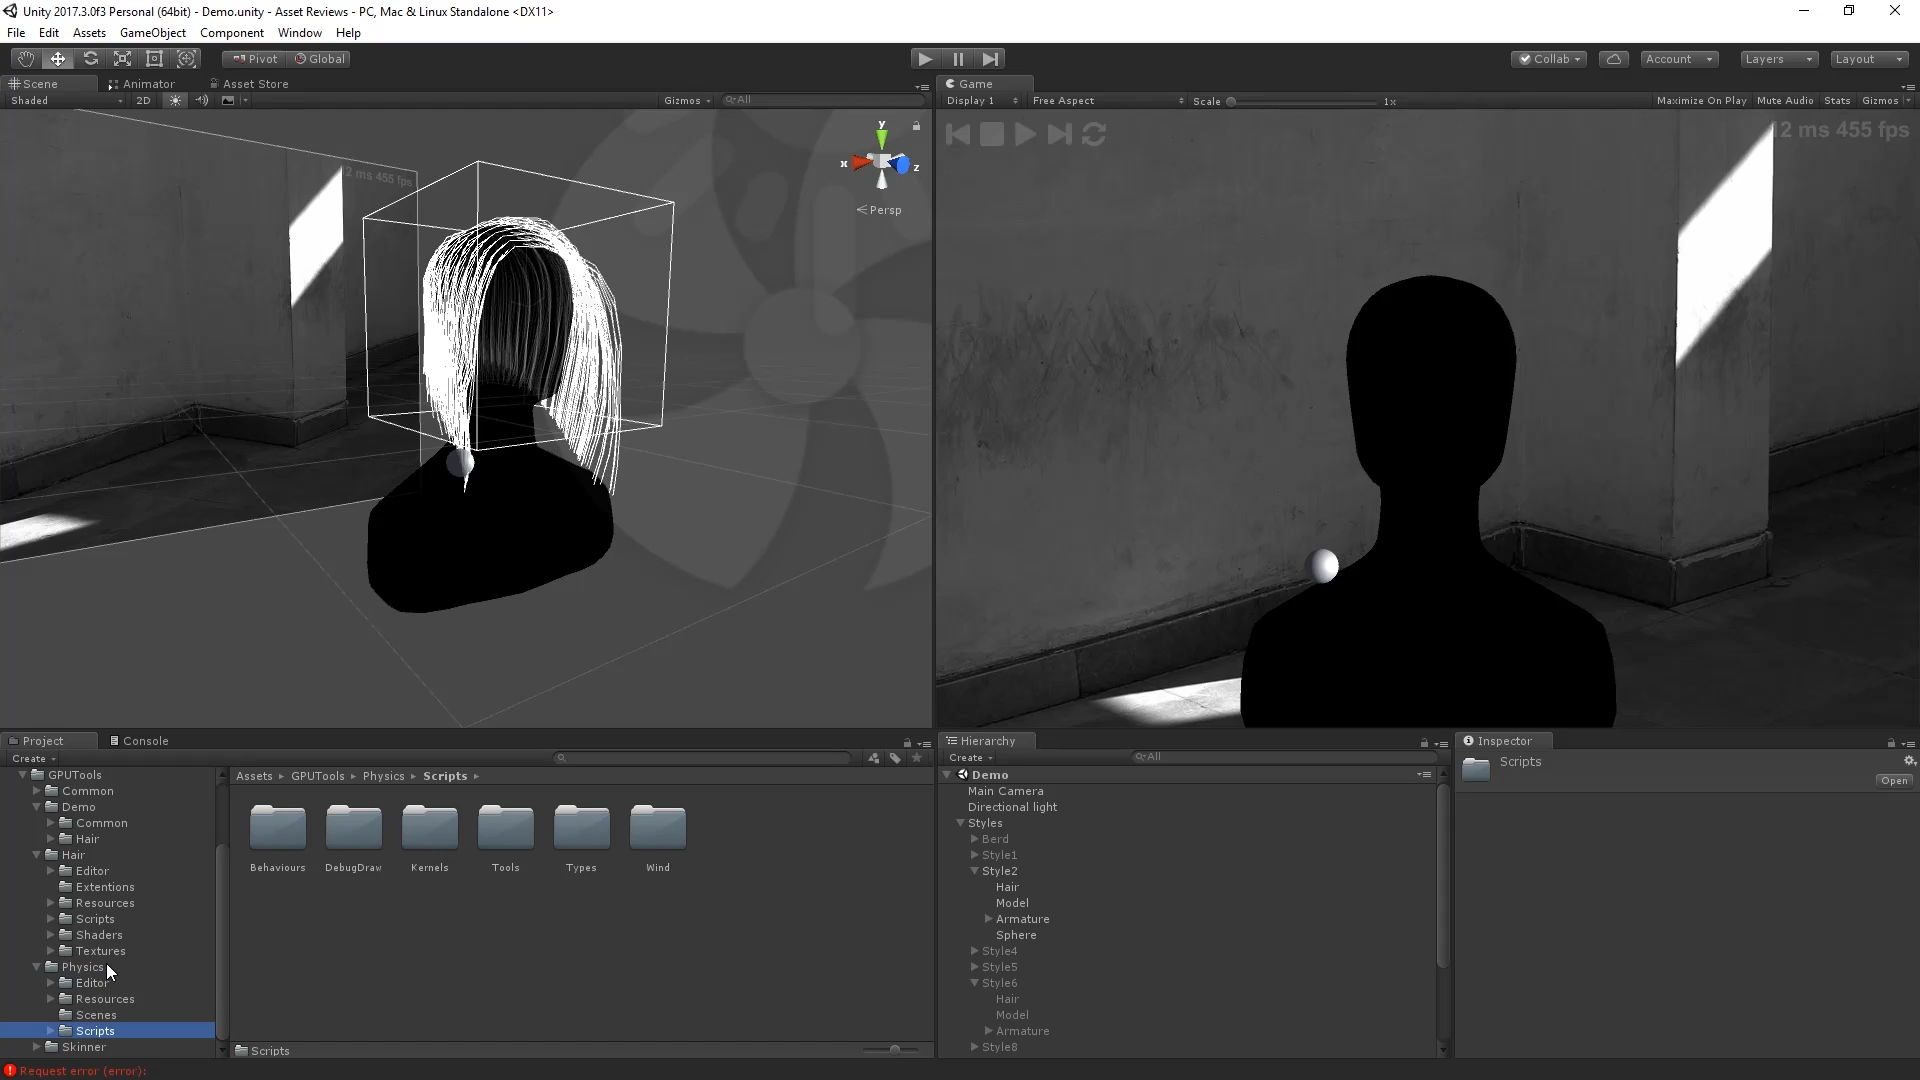 Unity 2017.3.0f3 Personal (64bit) - Demo.unity - Asset Reviews - PC, Mac & Linux Standalone <DX11>
File Edit Assets GameObject Component Window Help
Pivot Global Collab Account Layers Layout
Scene Animator Asset Store
Shaded 2D Gizmos All
y
x
z
Persp
2 ms 455 fps
Game
Display 1 Free Aspect Scale 1x Maximize On Play Mute Audio Stats Gizmos
2 ms 455 fps
Project Console
Create
GPUTools
Common
Demo
Common
Hair
Hair
Editor
Extentions
Resources
Scripts
Shaders
Textures
Physics
Editor
Resources
Scenes
Scripts
Skinner
Assets GPUTools Physics Scripts
Behaviours DebugDraw Kernels Tools Types Wind
Scripts
Hierarchy
Create All
Demo
Main Camera
Directional light
Styles
Berd
Style1
Style2
Hair
Model
Armature
Sphere
Style4
Style5
Style6
Hair
Model
Armature
Style8
Inspector
Scripts
Open
Request error (error):